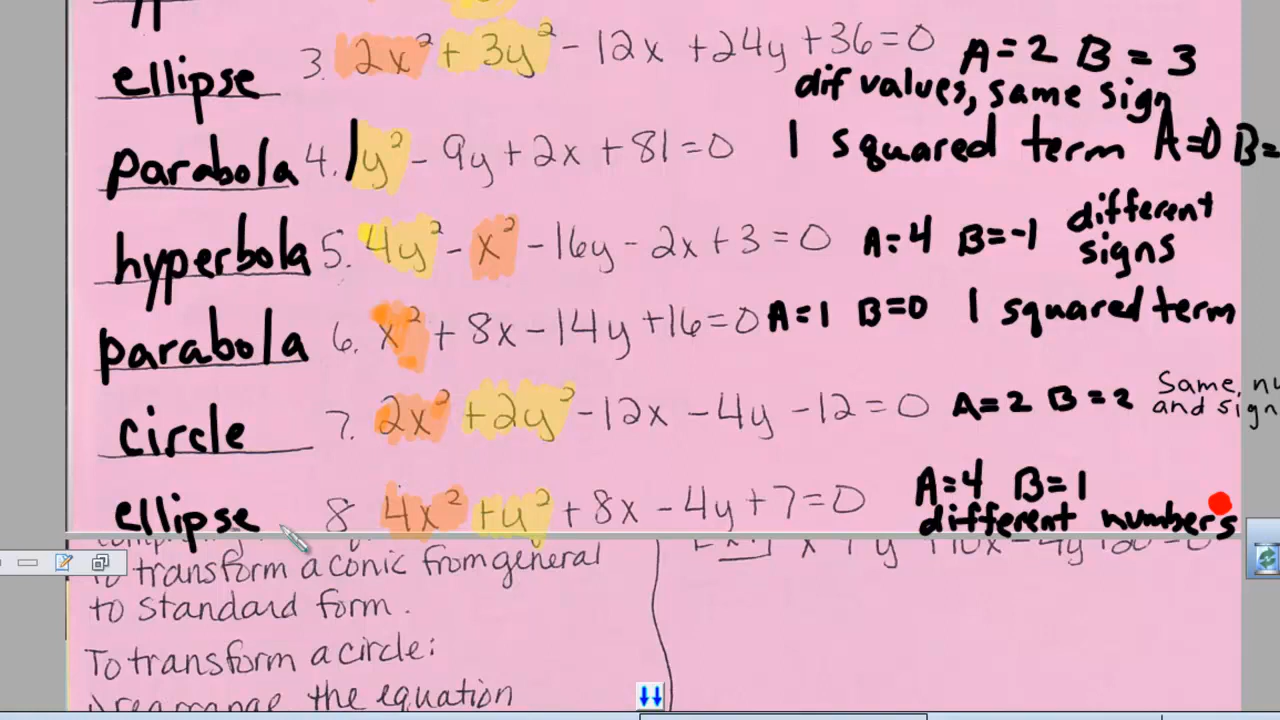 ellipse 3. 2x² + 3y² - 12x + 24y + 36 = 0 A = 2 B = 3
dif values, same sign
parabola 4. 1y² - 9y + 2x + 81 = 0 1 squared term A=0 B=
hyperbola 5. 4y² - x² - 16y - 2x + 3 = 0 A=4 B=-1 different
signs
parabola 6. x² + 8x - 14y + 16 = 0 A=1 B=0 1 squared term
circle 7. 2x² + 2y² - 12x - 4y - 12 = 0 A=2 B=2 Same
and sign
ellipse 8 4x² + y² + 8x - 4y + 7 = 0 A=4 B=1
different numbers
to transform a conic from general
to standard form.
To transform a circle:
the equation